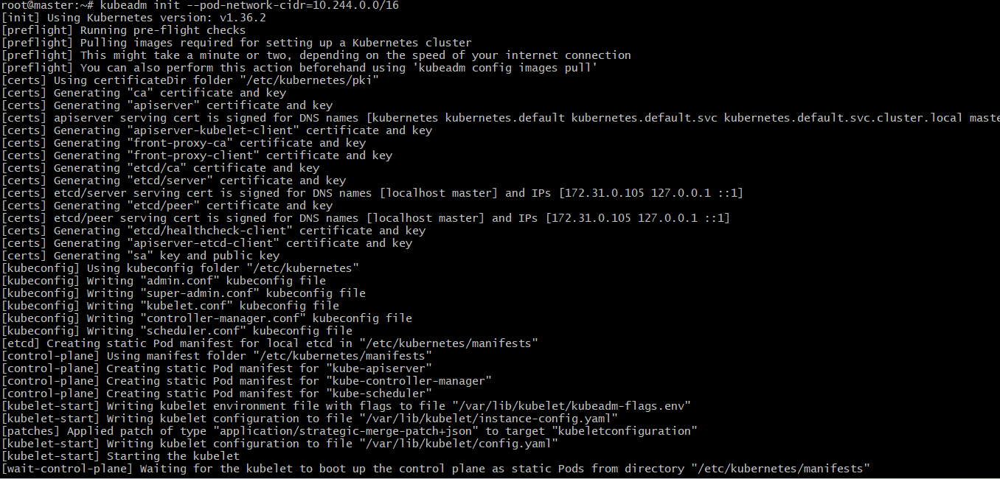 root@master:~# kubeadm init --pod-network-cidr=10.244.0.0/16
[init] Using Kubernetes version: v1.36.2
[preflight] Running pre-flight checks
[preflight] Pulling images required for setting up a Kubernetes cluster
[preflight] This might take a minute or two, depending on the speed of your internet connection
[preflight] You can also perform this action beforehand using 'kubeadm config images pull'
[certs] Using certificateDir folder "/etc/kubernetes/pki"
[certs] Generating "ca" certificate and key
[certs] Generating "apiserver" certificate and key
[certs] apiserver serving cert is signed for DNS names [kubernetes kubernetes.default kubernetes.default.svc kubernetes.default.svc.cluster.local maste
[certs] Generating "apiserver-kubelet-client" certificate and key
[certs] Generating "front-proxy-ca" certificate and key
[certs] Generating "front-proxy-client" certificate and key
[certs] Generating "etcd/ca" certificate and key
[certs] Generating "etcd/server" certificate and key
[certs] etcd/server serving cert is signed for DNS names [localhost master] and IPs [172.31.0.105 127.0.0.1 ::1]
[certs] Generating "etcd/peer" certificate and key
[certs] etcd/peer serving cert is signed for DNS names [localhost master] and IPs [172.31.0.105 127.0.0.1 ::1]
[certs] Generating "etcd/healthcheck-client" certificate and key
[certs] Generating "apiserver-etcd-client" certificate and key
[certs] Generating "sa" key and public key
[kubeconfig] Using kubeconfig folder "/etc/kubernetes"
[kubeconfig] Writing "admin.conf" kubeconfig file
[kubeconfig] Writing "super-admin.conf" kubeconfig file
[kubeconfig] Writing "kubelet.conf" kubeconfig file
[kubeconfig] Writing "controller-manager.conf" kubeconfig file
[kubeconfig] Writing "scheduler.conf" kubeconfig file
[etcd] Creating static Pod manifest for local etcd in "/etc/kubernetes/manifests"
[control-plane] Using manifest folder "/etc/kubernetes/manifests"
[control-plane] Creating static Pod manifest for "kube-apiserver"
[control-plane] Creating static Pod manifest for "kube-controller-manager"
[control-plane] Creating static Pod manifest for "kube-scheduler"
[kubelet-start] Writing kubelet environment file with flags to file "/var/lib/kubelet/kubeadm-flags.env"
[kubelet-start] Writing kubelet configuration to file "/var/lib/kubelet/instance-config.yaml"
[patches] Applied patch of type "application/strategic-merge-patch+json" to target "kubeletconfiguration"
[kubelet-start] Writing kubelet configuration to file "/var/lib/kubelet/config.yaml"
[kubelet-start] Starting the kubelet
[wait-control-plane] Waiting for the kubelet to boot up the control plane as static Pods from directory "/etc/kubernetes/manifests"